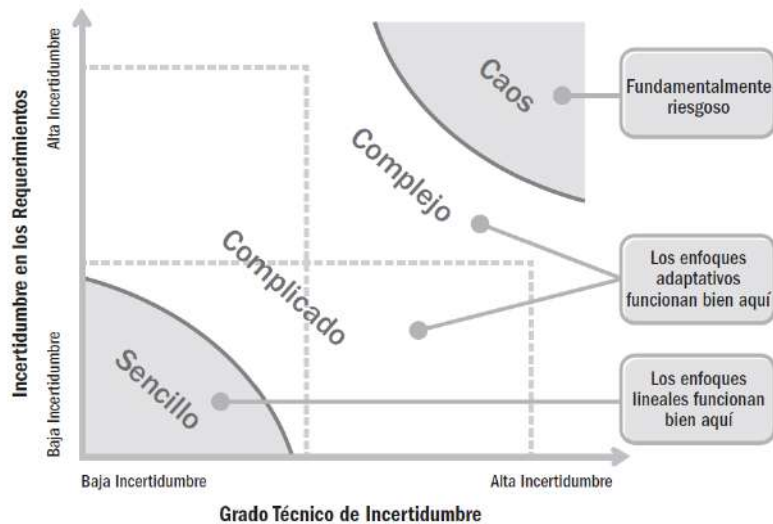 Incertidumbre en los Requerimientos
Alta Incertidumbre
Baja Incertidumbre
Caos
Complejo
Complicado
Sencillo
Fundamentalmente
riesgoso
Los enfoques
adaptativos
funcionan bien aquí
Los enfoques
lineales funcionan
bien aquí
Baja Incertidumbre
Alta Incertidumbre
Grado Técnico de Incertidumbre